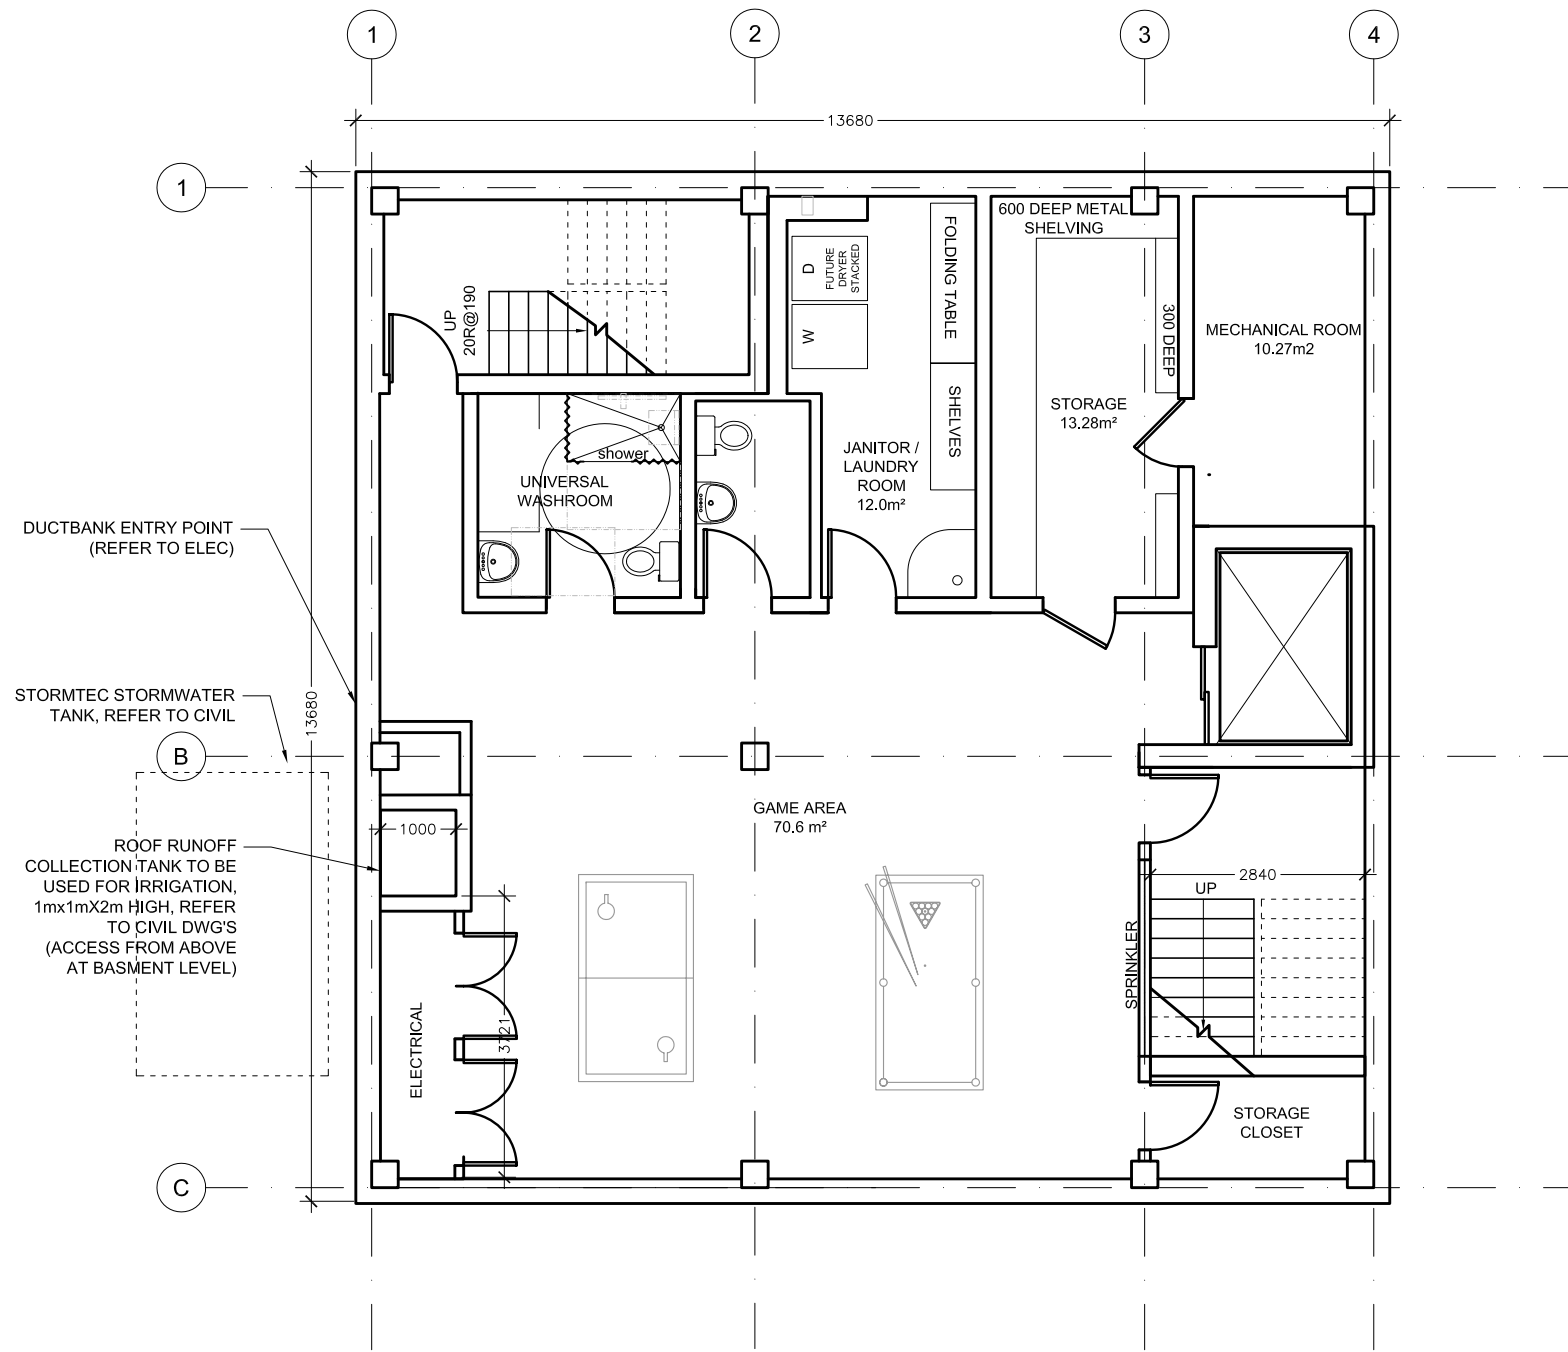 1
2
3
4
13680
1
600 DEEP METAL
SHELVING
FOLDING TABLE
D
FUTURE
DRYER
STACKED
UP
20R@190
W
300 DEEP
MECHANICAL ROOM
10.27m2
SHELVES
STORAGE
13.28m²
JANITOR /
LAUNDRY
ROOM
12.0m²
shower
UNIVERSAL
WASHROOM
DUCTBANK ENTRY POINT
(REFER TO ELEC)
STORMTEC STORMWATER
TANK, REFER TO CIVIL
13680
B
GAME AREA
70.6 m²
1000
ROOF RUNOFF
COLLECTION TANK TO BE
USED FOR IRRIGATION,
1mx1mX2m HIGH, REFER
TO CIVIL DWG'S
(ACCESS FROM ABOVE
AT BASMENT LEVEL)
2840
UP
SPRINKLER
ELECTRICAL
3721
STORAGE
CLOSET
C